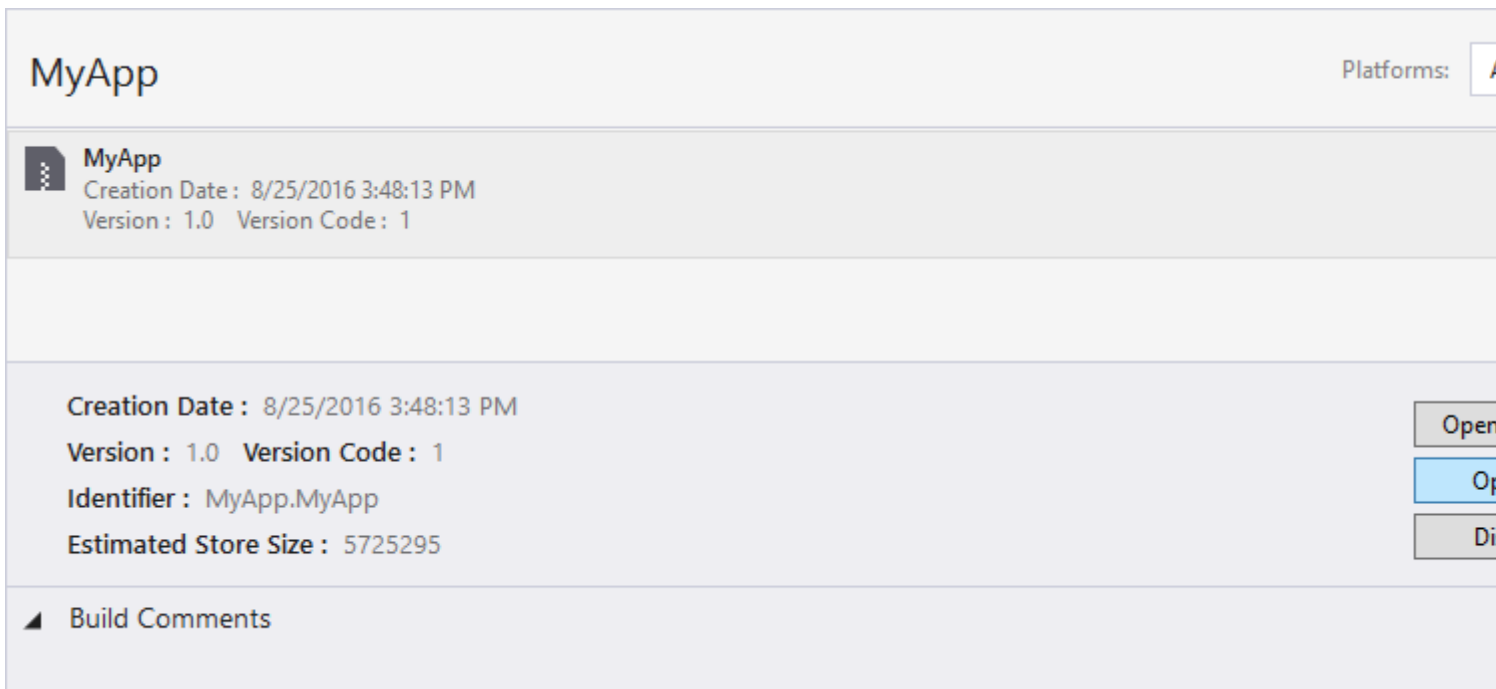 MyApp
Platforms:
MyApp
Creation Date : 8/25/2016 3:48:13 PM
Version : 1.0 Version Code : 1
Creation Date : 8/25/2016 3:48:13 PM
Version : 1.0 Version Code : 1
Identifier : MyApp.MyApp
Estimated Store Size : 5725295
Open
Build Comments